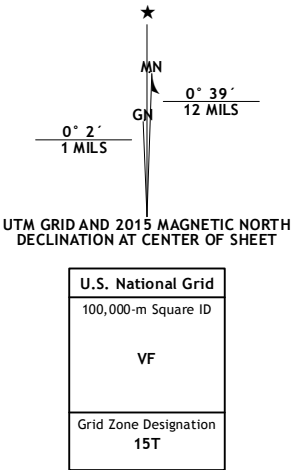 ★
MN
0° 39´
12 MILS
GN
0° 2´
1 MILS
UTM GRID AND 2015 MAGNETIC NORTH
DECLINATION AT CENTER OF SHEET
U.S. National Grid
100,000-m Square ID
VF
Grid Zone Designation
15T